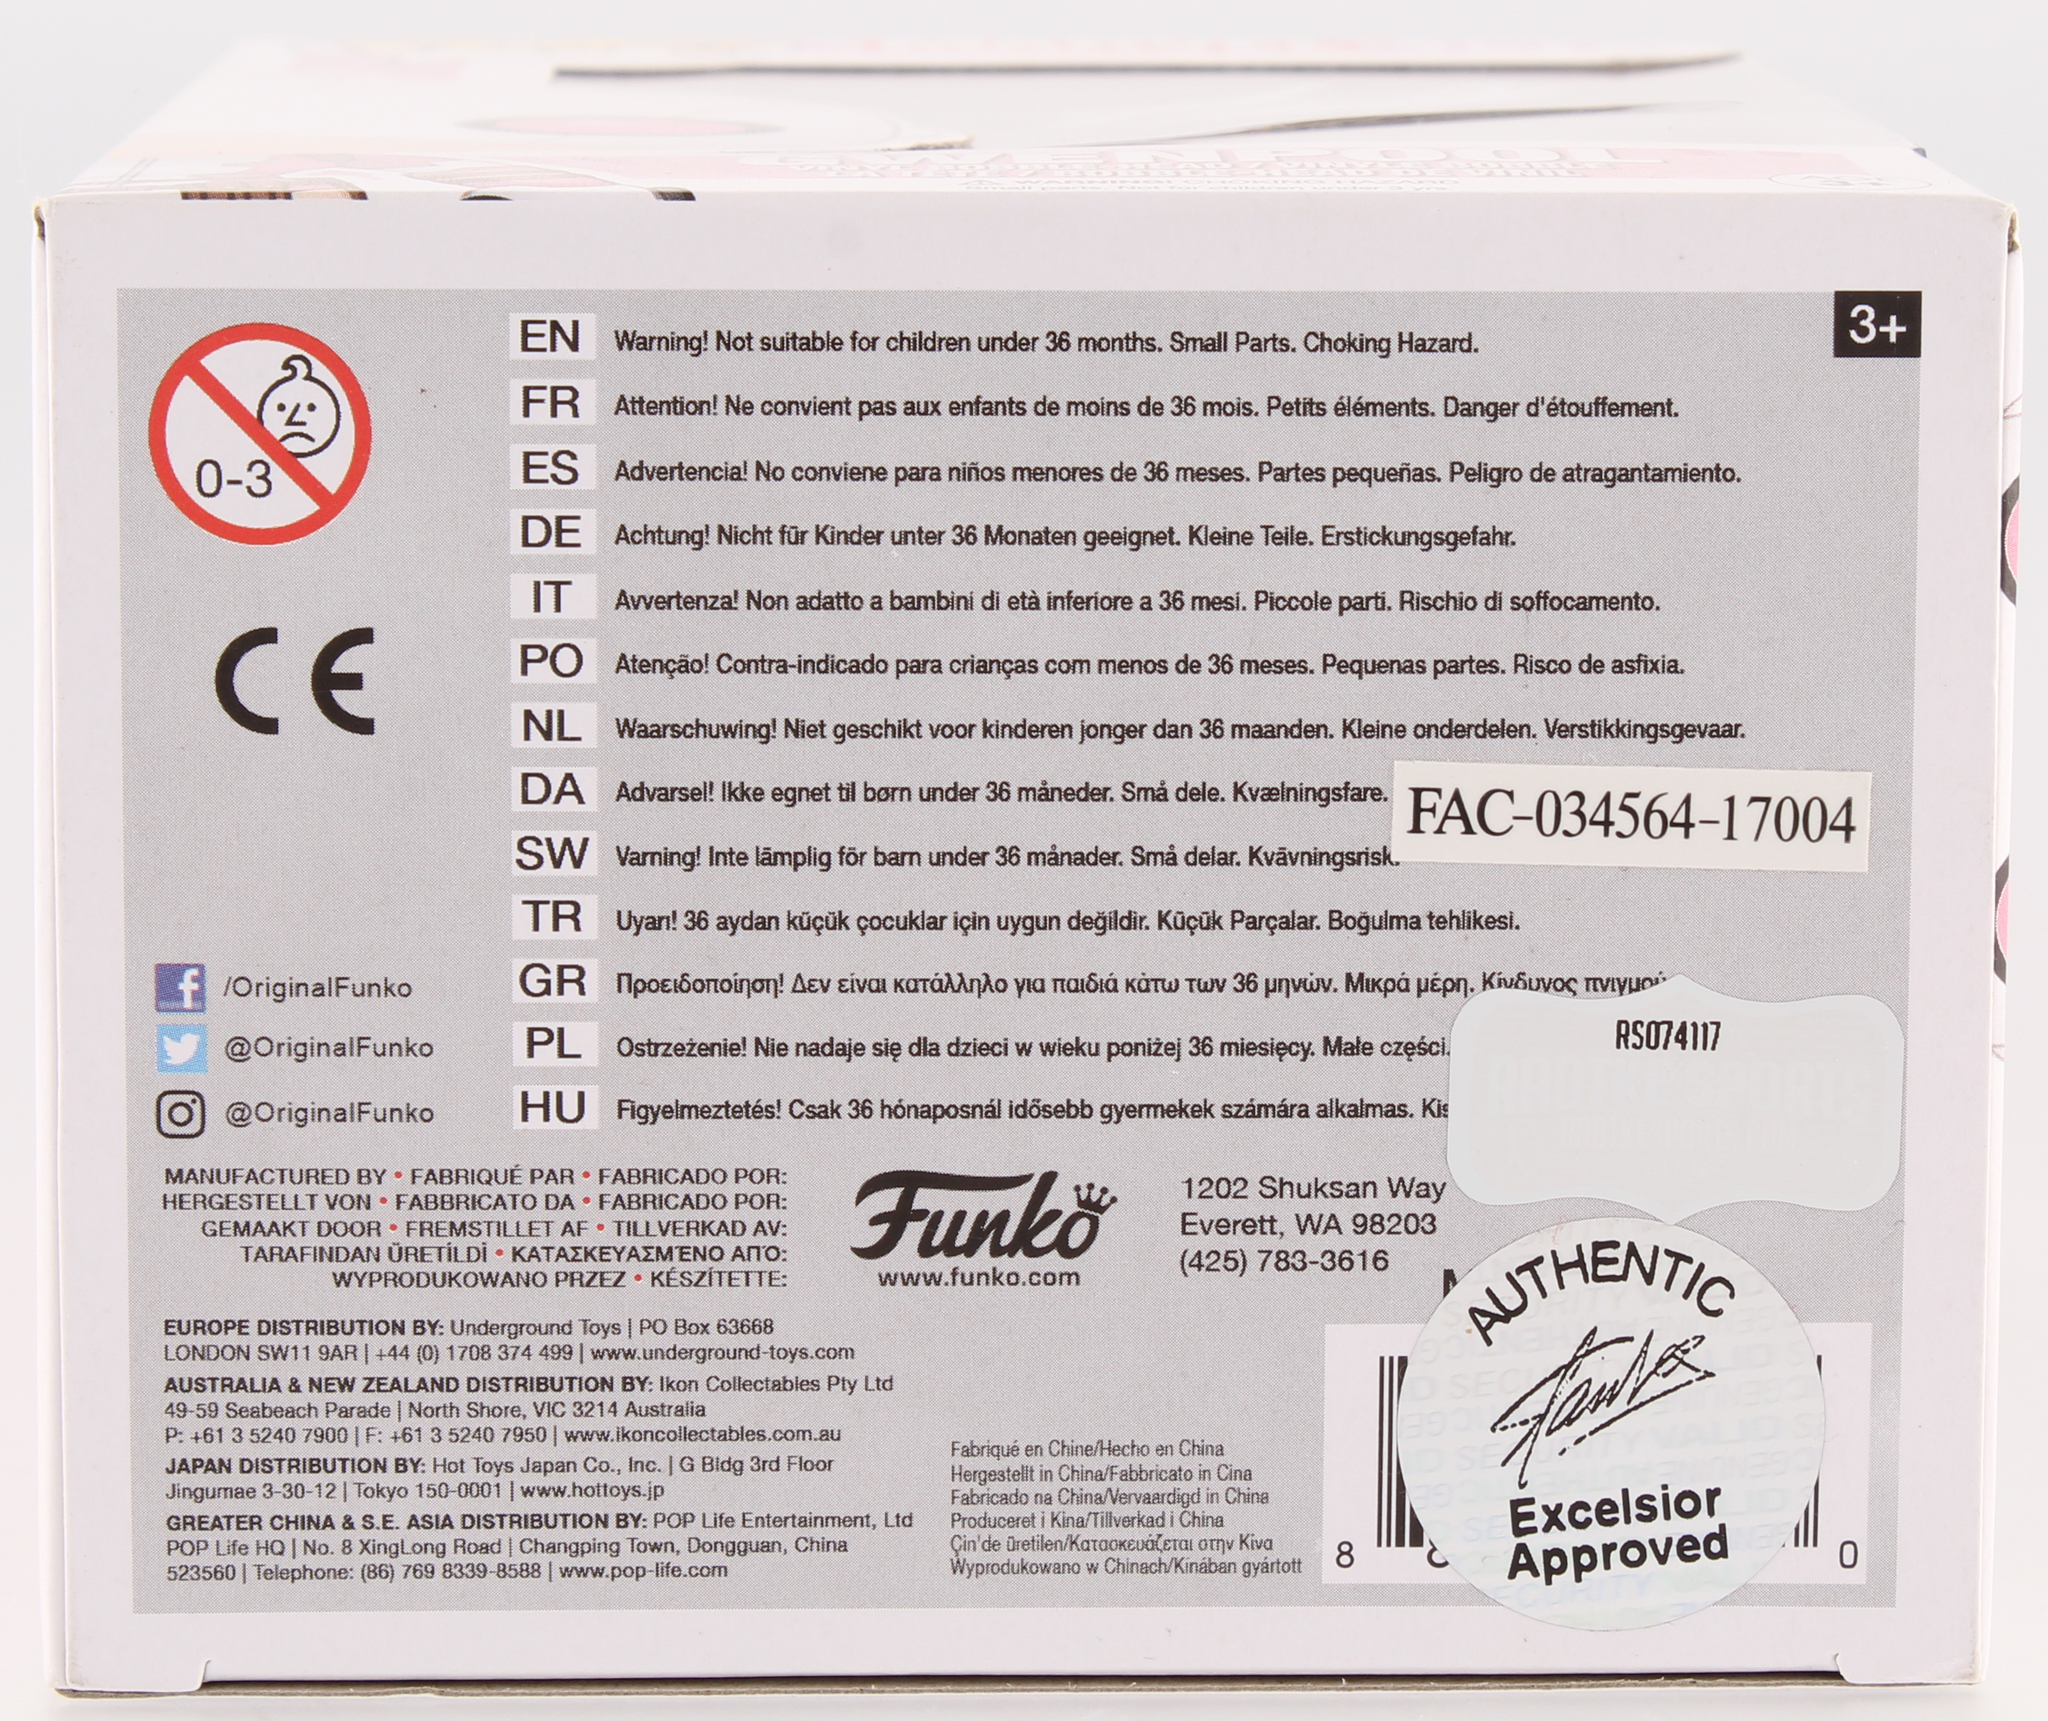 GWENPOOL
⚠ WARNING: CHOKING HAZARD
Small parts. Not for children under 3 yrs.
0-3
3+
EN Warning! Not suitable for children under 36 months. Small Parts. Choking Hazard.
FR Attention! Ne convient pas aux enfants de moins de 36 mois. Petits éléments. Danger d'étouffement.
ES Advertencia! No conviene para niños menores de 36 meses. Partes pequeñas. Peligro de atragantamiento.
DE Achtung! Nicht für Kinder unter 36 Monaten geeignet. Kleine Teile. Erstickungsgefahr.
IT Avvertenza! Non adatto a bambini di età inferiore a 36 mesi. Piccole parti. Rischio di soffocamento.
PO Atenção! Contra-indicado para crianças com menos de 36 meses. Pequenas partes. Risco de asfixia.
NL Waarschuwing! Niet geschikt voor kinderen jonger dan 36 maanden. Kleine onderdelen. Verstikkingsgevaar.
DA Advarsel! Ikke egnet til børn under 36 måneder. Små dele. Kvælningsfare.
FAC-034564-17004
SW Varning! Inte lämplig för barn under 36 månader. Små delar. Kvävningsrisk.
TR Uyarı! 36 aydan küçük çocuklar için uygun değildir. Küçük Parçalar. Boğulma tehlikesi.
GR Προειδοποίηση! Δεν είναι κατάλληλο για παιδιά κάτω των 36 μηνών. Μικρά μέρη. Κίνδυνος πνιγμού
PL Ostrzeżenie! Nie nadaje się dla dzieci w wieku poniżej 36 miesięcy. Małe części.
HU Figyelmeztetés! Csak 36 hónaposnál idősebb gyermekek számára alkalmas. Kis
CE
/OriginalFunko
@OriginalFunko
@OriginalFunko
RS074117
MANUFACTURED BY • FABRIQUÉ PAR • FABRICADO POR:
HERGESTELLT VON • FABBRICATO DA • FABRICADO POR:
GEMAAKT DOOR • FREMSTILLET AF • TILLVERKAD AV:
TARAFINDAN ÜRETİLDİ • ΚΑΤΑΣΚΕΥΑΣΜΈΝΟ ΑΠΌ:
WYPRODUKOWANO PRZEZ • KÉSZÍTETTE:
Funko
www.funko.com
1202 Shuksan Way
Everett, WA 98203
(425) 783-3616
EUROPE DISTRIBUTION BY: Underground Toys | PO Box 63668
LONDON SW11 9AR | +44 (0) 1708 374 499 | www.underground-toys.com
AUSTRALIA & NEW ZEALAND DISTRIBUTION BY: Ikon Collectables Pty Ltd
49-59 Seabeach Parade | North Shore, VIC 3214 Australia
P: +61 3 5240 7900 | F: +61 3 5240 7950 | www.ikoncollectables.com.au
JAPAN DISTRIBUTION BY: Hot Toys Japan Co., Inc. | G Bldg 3rd Floor
Jingumae 3-30-12 | Tokyo 150-0001 | www.hottoys.jp
GREATER CHINA & S.E. ASIA DISTRIBUTION BY: POP Life Entertainment, Ltd
POP Life HQ | No. 8 XingLong Road | Changping Town, Dongguan, China
523560 | Telephone: (86) 769 8339-8588 | www.pop-life.com
Fabriqué en Chine/Hecho en China
Hergestellt in China/Fabbricato in Cina
Fabricado na China/Vervaardigd in China
Produceret i Kina/Tillverkad i China
Çin'de üretilen/Κατασκευάζεται στην Κίνα
Wyprodukowano w Chinach/Kinában gyártott
AUTHENTIC
Excelsior
Approved
8
0